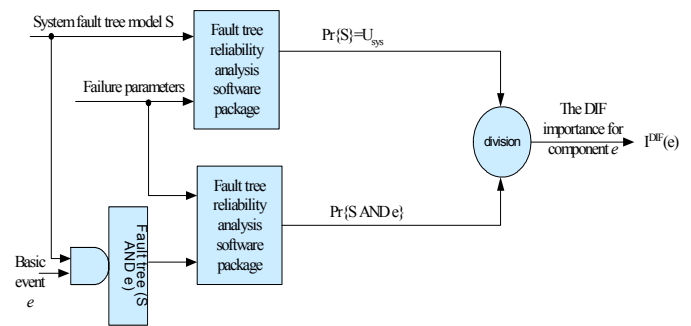 System fault tree model S
Fault tree
reliability
analysis
software
package
Pr{S}=Usys
Failure parameters
division
The DIF
importance for
component e
I^DIF(e)
Fault tree
reliability
analysis
software
package
Pr{S AND e}
Fault tree (S
AND e)
Basic
event
e